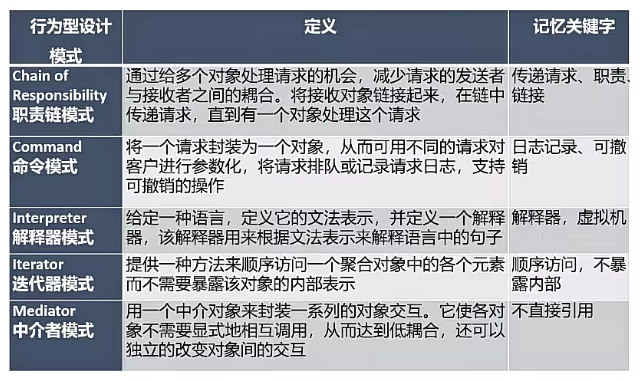 行为型设计 定义 记忆关键字
模式
Chain of 通过给多个对象处理请求的机会，减少请求的发送者 传递请求、职责、
Responsibility 与接收者之间的耦合。将接收对象链接起来，在链中 链接
职责链模式 传递请求，直到有一个对象处理这个请求
Command 将一个请求封装为一个对象，从而可用不同的请求对 日志记录、可撤
命令模式 客户进行参数化，将请求排队或记录请求日志，支持 销
可撤销的操作
Interpreter 给定一种语言，定义它的文法表示，并定义一个解释 解释器，虚拟机
解释器模式 器，该解释器用来根据文法表示来解释语言中的句子
Iterator 提供一种方法来顺序访问一个聚合对象中的各个元素 顺序访问，不暴
迭代器模式 而不需要暴露该对象的内部表示 露内部
Mediator 用一个中介对象来封装一系列的对象交互。它使各对 不直接引用
中介者模式 象不需要显式地相互调用，从而达到低耦合，还可以
独立的改变对象间的交互